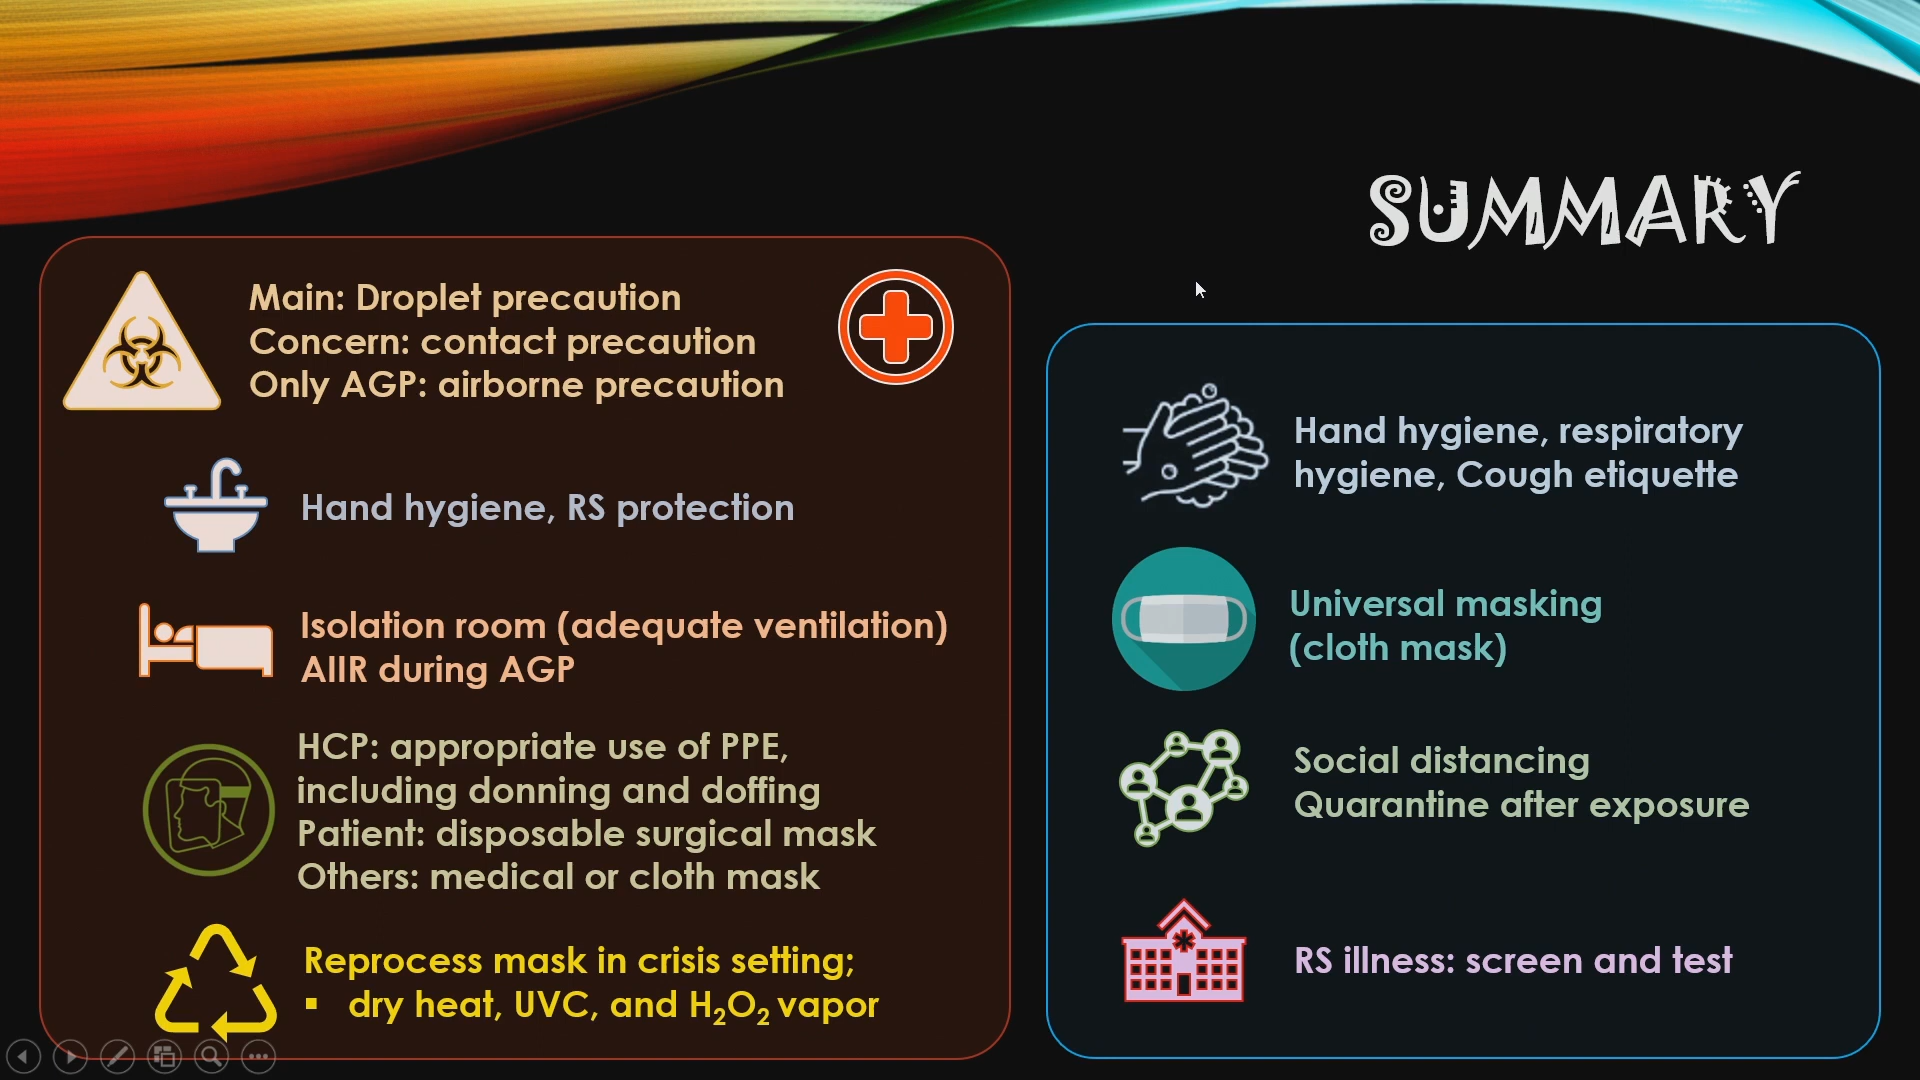 SUMMARY
Main: Droplet precaution
Concern: contact precaution
Only AGP: airborne precaution
Hand hygiene, RS protection
Isolation room (adequate ventilation)
AIIR during AGP
HCP: appropriate use of PPE,
including donning and doffing
Patient: disposable surgical mask
Others: medical or cloth mask
Reprocess mask in crisis setting;
▪ dry heat, UVC, and H₂O₂ vapor
Hand hygiene, respiratory
hygiene, Cough etiquette
Universal masking
(cloth mask)
Social distancing
Quarantine after exposure
RS illness: screen and test